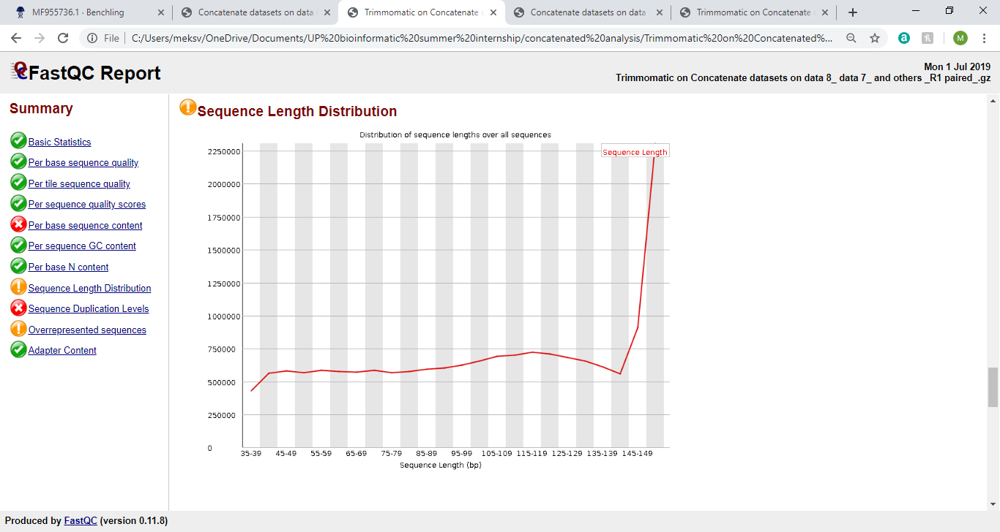 MF955736.1 · Benchling
Concatenate datasets on data
Trimmomatic on Concatenate
Concatenate datasets on data
Trimmomatic on Concatenate
File C:/Users/meksv/OneDrive/Documents/UP%20bioinformatic%20summer%20internship/concatenated%20analysis/Trimmomatic%20on%20Concatenated%...
M
FastQC Report
Mon 1 Jul 2019
Trimmomatic on Concatenate datasets on data 8_ data 7_ and others _R1 paired_.gz
Summary
Basic Statistics
Per base sequence quality
Per tile sequence quality
Per sequence quality scores
Per base sequence content
Per sequence GC content
Per base N content
Sequence Length Distribution
Sequence Duplication Levels
Overrepresented sequences
Adapter Content
Sequence Length Distribution
Distribution of sequence lengths over all sequences
Sequence Length
2250000
2000000
1750000
1500000
1250000
1000000
750000
500000
250000
0
35-39 45-49 55-59 65-69 75-79 85-89 95-99 105-109 115-119 125-129 135-139 145-149
Sequence Length (bp)
Produced by FastQC (version 0.11.8)